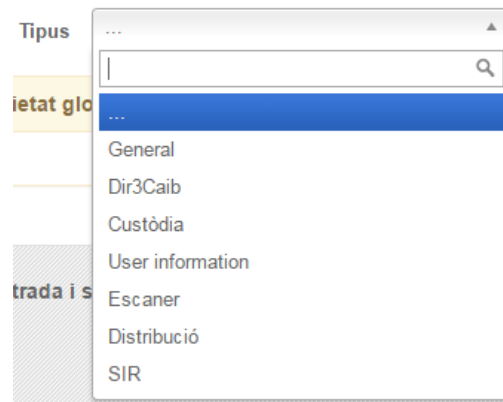 Tipus ...
...
ietat glo
General
Dir3Caib
Custòdia
User information
trada i s
Escaner
Distribució
SIR